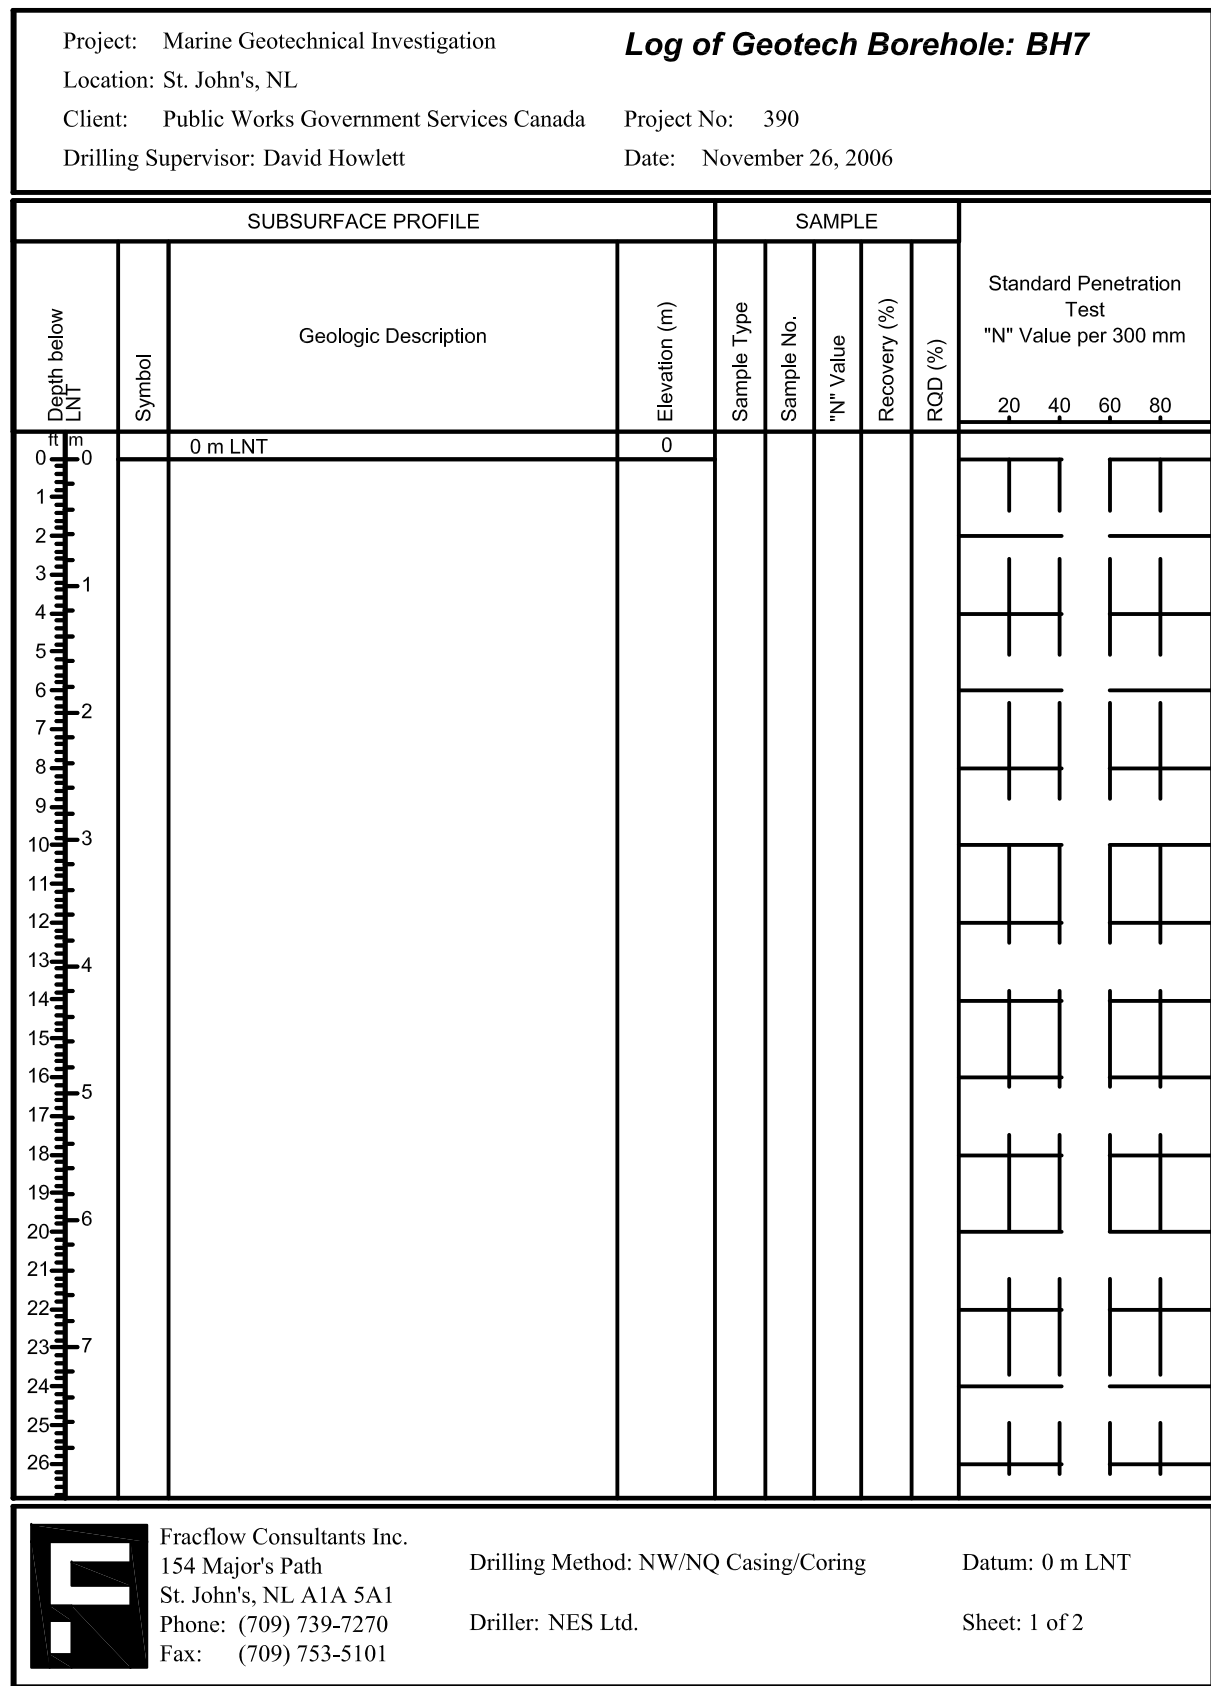 Project: Marine Geotechnical Investigation
Log of Geotech Borehole: BH7
Location: St. John's, NL
Client: Public Works Government Services Canada
Project No: 390
Drilling Supervisor: David Howlett
Date: November 26, 2006
SUBSURFACE PROFILE
SAMPLE
Depth below
LNT
Symbol
Geologic Description
Elevation (m)
Sample Type
Sample No.
"N" Value
Recovery (%)
RQD (%)
Standard Penetration
Test
"N" Value per 300 mm
20 40 60 80
ft m
0 m LNT
0
0 0
1
2
3
1
4
5
6
2
7
8
9
3
10
11
12
13
4
14
15
16
5
17
18
19
6
20
21
22
23 7
24
25
26
Fracflow Consultants Inc.
154 Major's Path
St. John's, NL A1A 5A1
Phone: (709) 739-7270
Fax: (709) 753-5101
Drilling Method: NW/NQ Casing/Coring
Driller: NES Ltd.
Datum: 0 m LNT
Sheet: 1 of 2